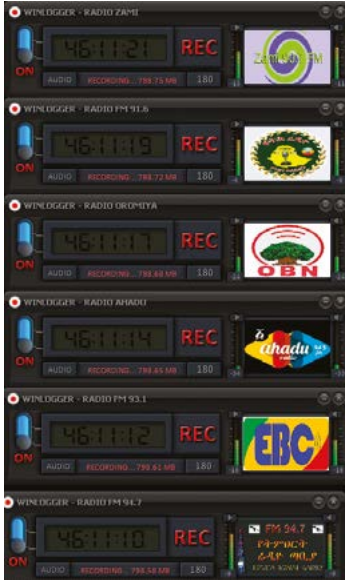 WINLOGGER - RADIO ZAMI
46:11:21
REC
ON
AUDIO
RECORDING... 798.75 MB
180
WINLOGGER - RADIO FM 91.6
46:11:19
REC
ON
AUDIO
RECORDING... 798.72 MB
180
WINLOGGER - RADIO OROMIYA
46:11:17
REC
ON
AUDIO
RECORDING... 798.68 MB
180
OBN
WINLOGGER - RADIO AHADU
46:11:14
REC
ON
AUDIO
RECORDING... 798.65 MB
180
አ
ahadu
radio
WINLOGGER - RADIO FM 93.1
46:11:12
REC
ON
AUDIO
RECORDING... 798.61 MB
180
EBC
WINLOGGER - RADIO FM 94.7
46:11:10
REC
ON
AUDIO
RECORDING... 798.58 MB
180
FM 94.7
የትምህርት
ሬዲዮ ጣቢያ